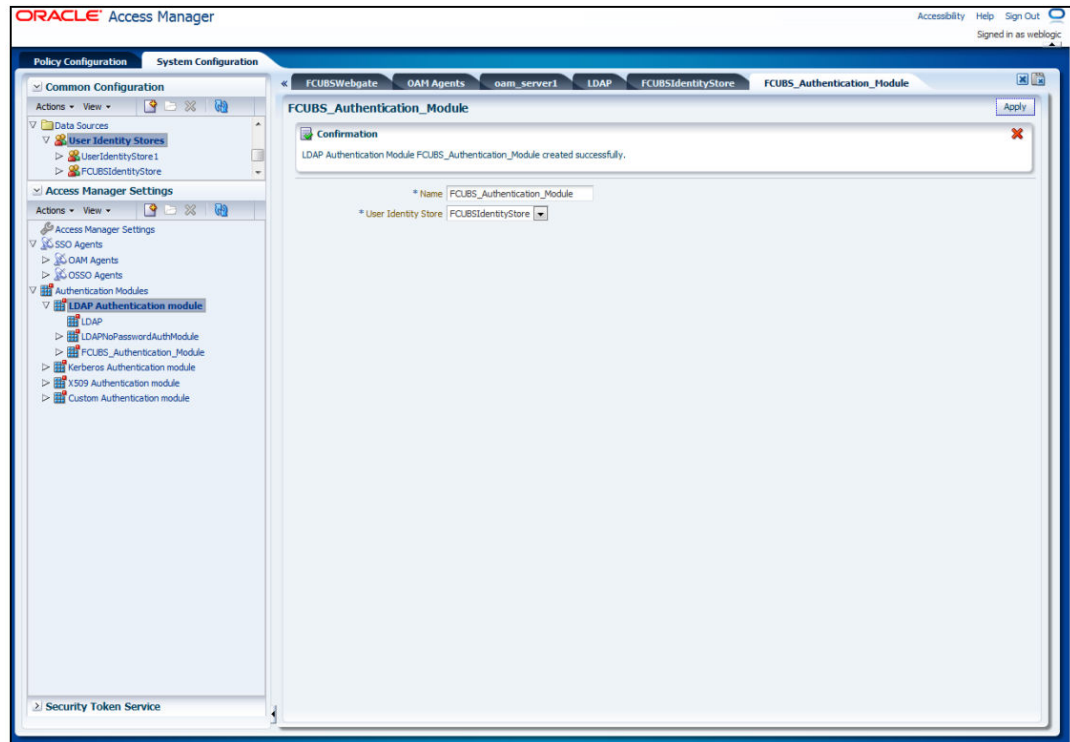 ORACLE Access Manager
Accessibility Help Sign Out
Signed in as weblogic
Policy Configuration System Configuration
Common Configuration
Actions View
Data Sources
User Identity Stores
UserIdentityStore1
FCUBSIdentityStore
Access Manager Settings
Actions View
Access Manager Settings
SSO Agents
OAM Agents
OSSO Agents
Authentication Modules
LDAP Authentication module
LDAP
LDAPNoPasswordAuthModule
FCUBS_Authentication_Module
Kerberos Authentication module
X509 Authentication module
Custom Authentication module
Security Token Service
« FCUBSWebgate OAM Agents oam_server1 LDAP FCUBSIdentityStore FCUBS_Authentication_Module
FCUBS_Authentication_Module Apply
Confirmation
LDAP Authentication Module FCUBS_Authentication_Module created successfully.
* Name FCUBS_Authentication_Module
* User Identity Store FCUBSIdentityStore